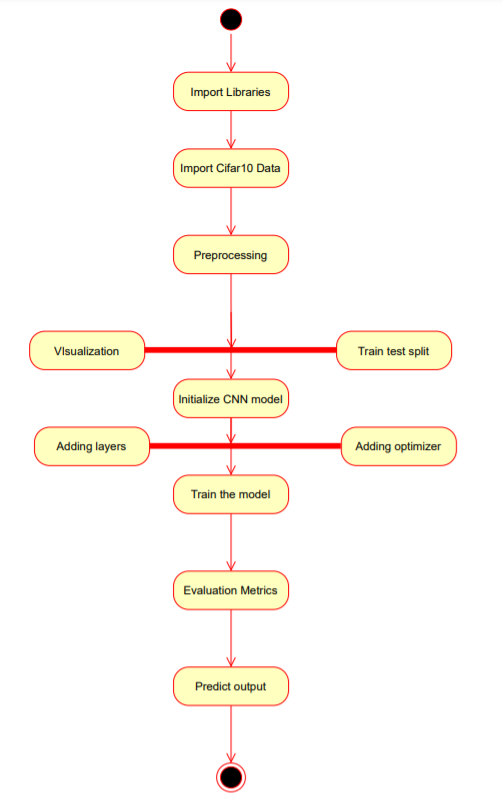 Import Libraries
Import Cifar10 Data
Preprocessing
VIsualization
Train test split
Initialize CNN model
Adding layers
Adding optimizer
Train the model
Evaluation Metrics
Predict output